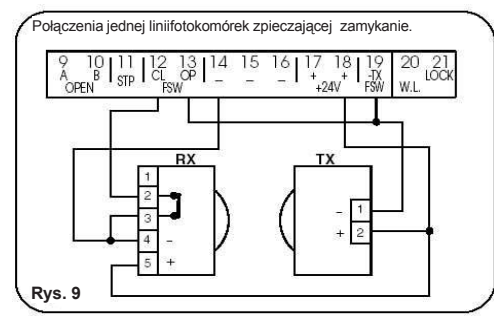 Połączenia jednej liniifotokomórek zpieczającej zamykanie.
9 10 11 12 13 14 15 16 17 18 19 20 21
A B STP CL OP – – – + + -TX W.L. LOCK
OPEN FSW +24V FSW
RX TX
1
2 – 1
3 + 2
4 –
5 +
Rys. 9